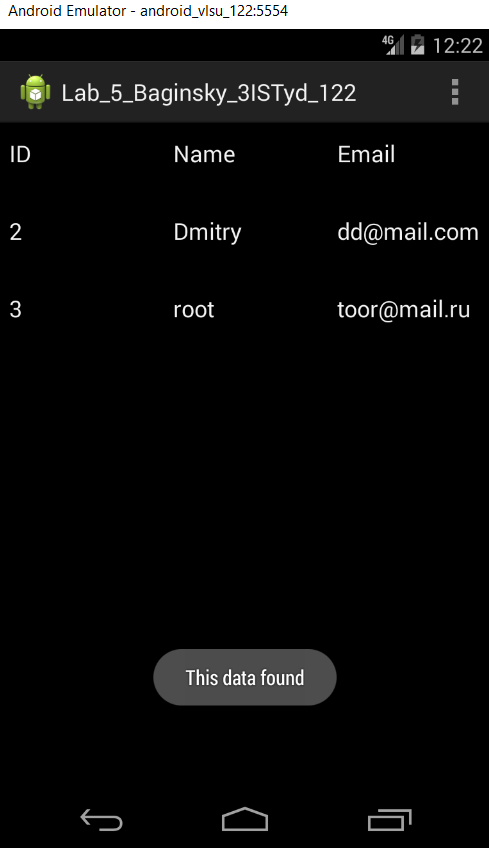 Android Emulator - android_vlsu_122:5554
4G 12:22
Lab_5_Baginsky_3ISTyd_122
ID Name Email
2 Dmitry dd@mail.com
3 root toor@mail.ru
This data found